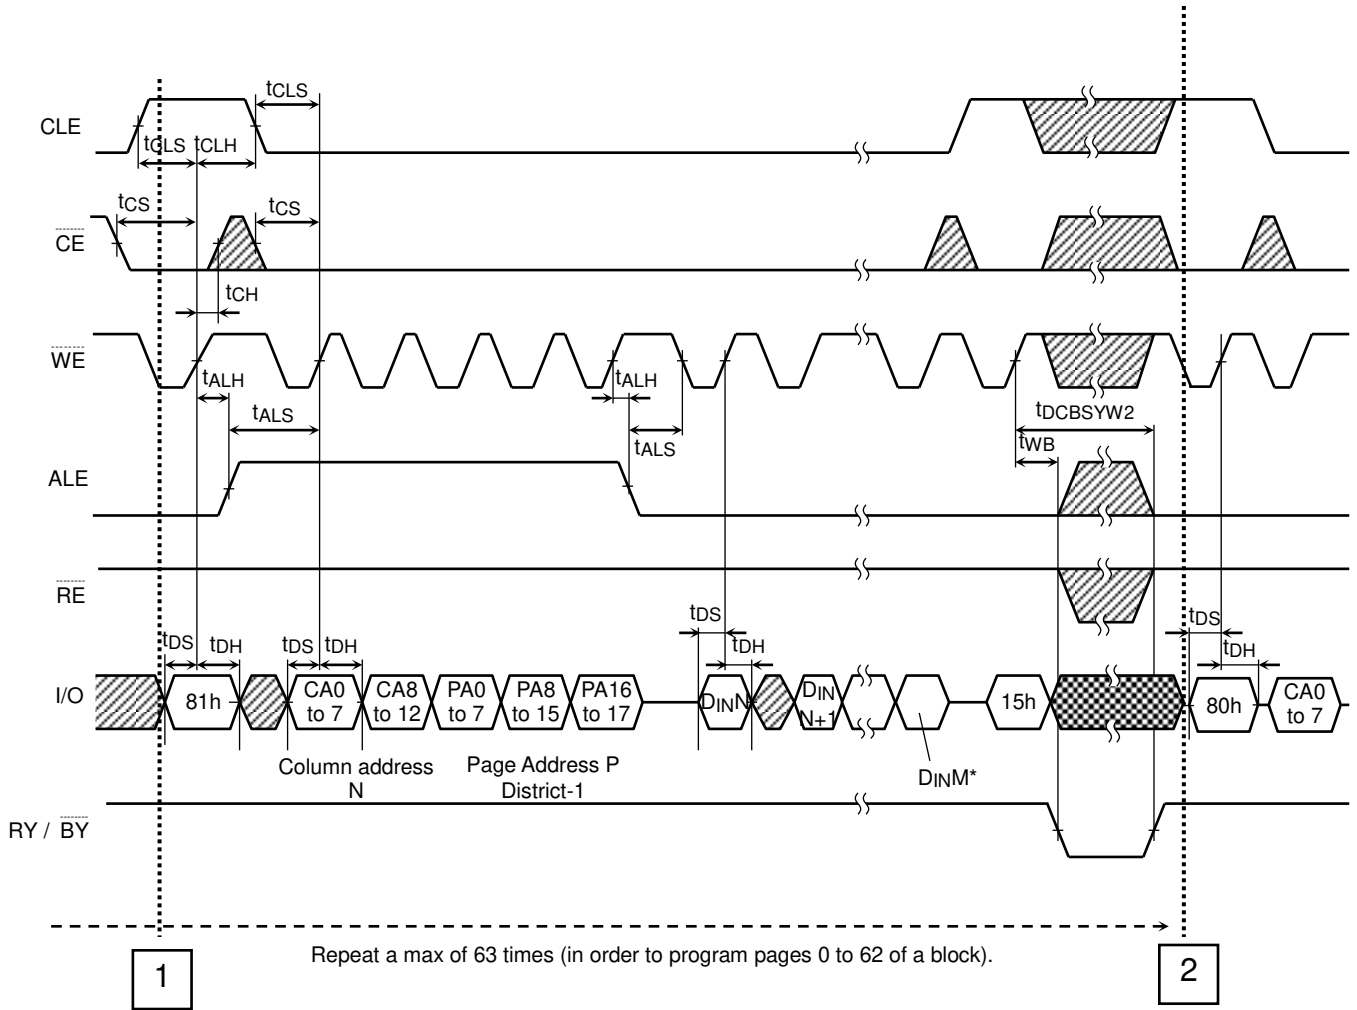 tCLS
CLE
tCLS tCLH
tCS tCS
CE
tCH
WE
tALH tALH
tALS tDCBSYW2
tALS tWB
ALE
RE
tDS tDH tDS tDH tDS tDH tDS tDH
I/O 81h CA0 to 7 CA8 to 12 PA0 to 7 PA8 to 15 PA16 to 17 DINN DIN N+1 15h 80h CA0 to 7
Column address N
Page Address P District-1
DINM*
RY / BY
Repeat a max of 63 times (in order to program pages 0 to 62 of a block).
1 2